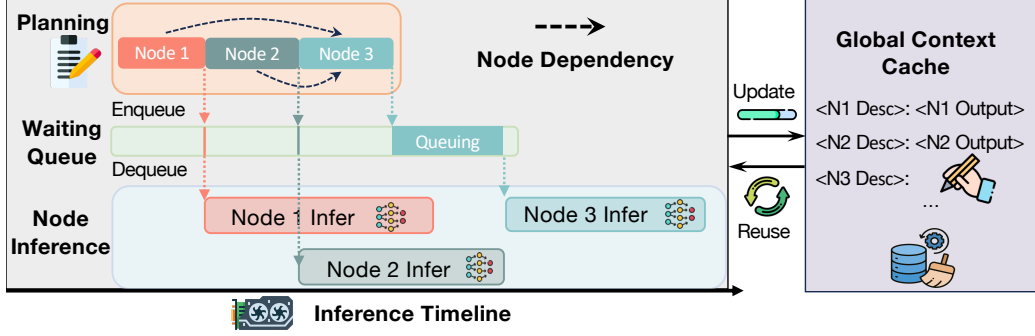 Planning
Node 1
Node 2
Node 3
Node Dependency
Enqueue
Waiting
Queue
Queuing
Dequeue
Node
Inference
Node 1 Infer
Node 3 Infer
Node 2 Infer
Inference Timeline
Update
Reuse
Global Context
Cache
<N1 Desc>: <N1 Output>
<N2 Desc>: <N2 Output>
<N3 Desc>:
...